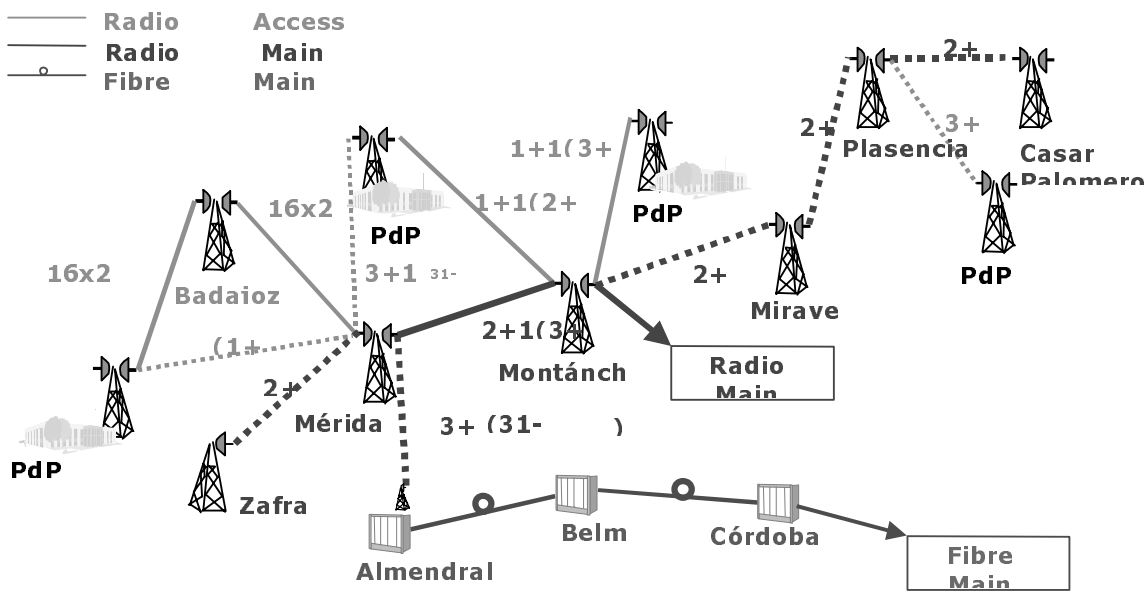 Radio Access
Radio Main
Fibre Main
2+
2+
3+
Plasencia
Casar
Palomero
1+1(3+
16x2
1+1(2+
PdP
PdP
PdP
16x2
3+1 31-
2+
Badaioz
Mirave
(1+
2+1(3+
Montánch
Radio
Main
2+
Mérida
3+ (31- )
PdP
Zafra
Belm
Córdoba
Almendral
Fibre
Main